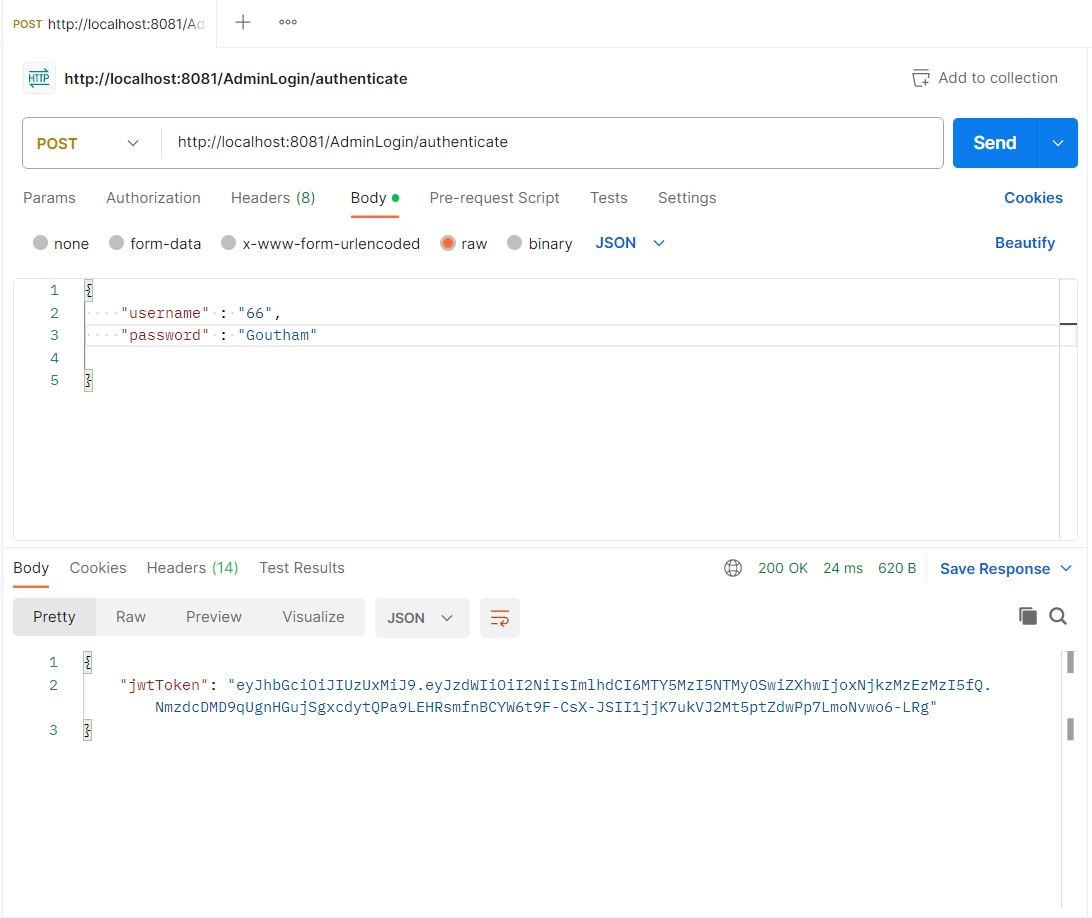 POST http://localhost:8081/Ad
HTTP http://localhost:8081/AdminLogin/authenticate Add to collection
POST http://localhost:8081/AdminLogin/authenticate Send
Params Authorization Headers (8) Body Pre-request Script Tests Settings Cookies
none form-data x-www-form-urlencoded raw binary JSON Beautify
1 {
2 "username" : "66",
3 "password" : "Goutham"
4
5 }
Body Cookies Headers (14) Test Results 200 OK 24 ms 620 B Save Response
Pretty Raw Preview Visualize JSON
1 {
2 "jwtToken": "eyJhbGciOiJIUzUxMiJ9.eyJzdWIiOiI2NiIsImlhdCI6MTY5MzI5NTMyOSwiZXhwIjoxNjkzMzEzMzI5fQ.
NmzdcDMD9qUgnHGujSgxcdytQPa9LEHRsmfnBCYW6t9F-CsX-JSII1jjK7ukVJ2Mt5ptZdwPp7LmoNvwo6-LRg"
3 }